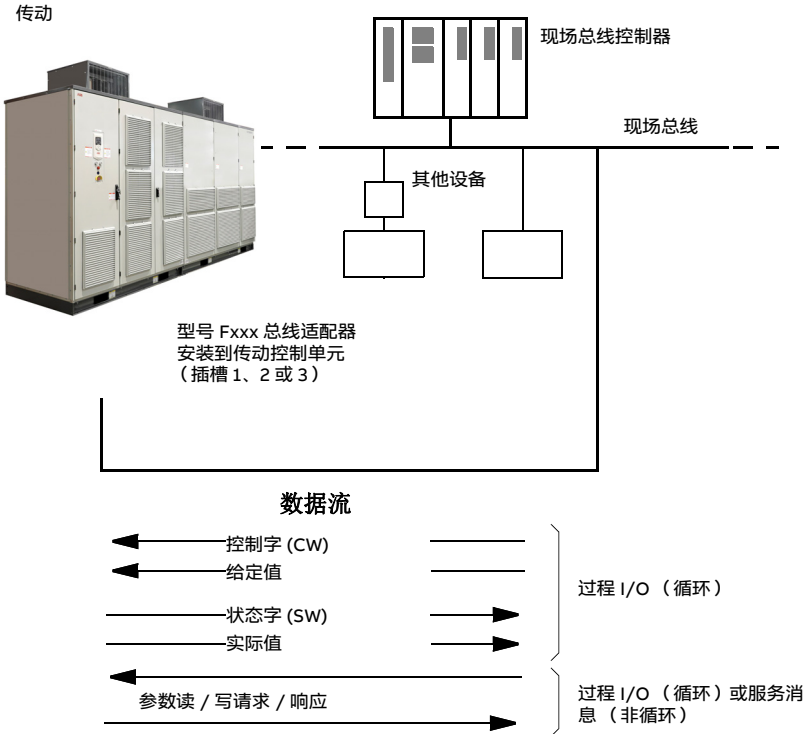 传动
现场总线控制器
现场总线
其他设备
型号 Fxxx 总线适配器
安装到传动控制单元
（插槽 1、2 或 3）
数据流
控制字 (CW)
给定值
状态字 (SW)
实际值
过程 I/O （循环）
参数读 / 写请求 / 响应
过程 I/O （循环）或服务消
息 （非循环）